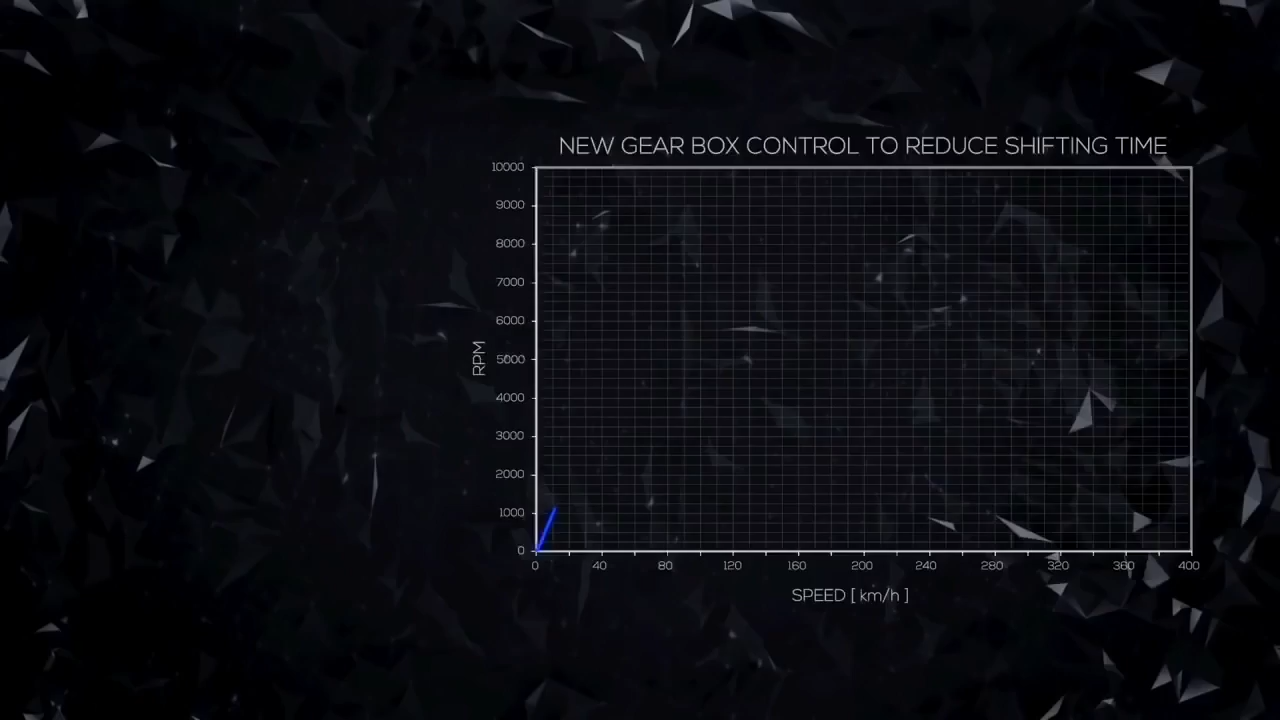 NEW GEAR BOX CONTROL TO REDUCE SHIFTING TIME
10000
9000
8000
7000
6000
5000
4000
3000
2000
1000
0
RPM
0 40 80 120 160 200 240 280 320 360 400
SPEED [ km/h ]